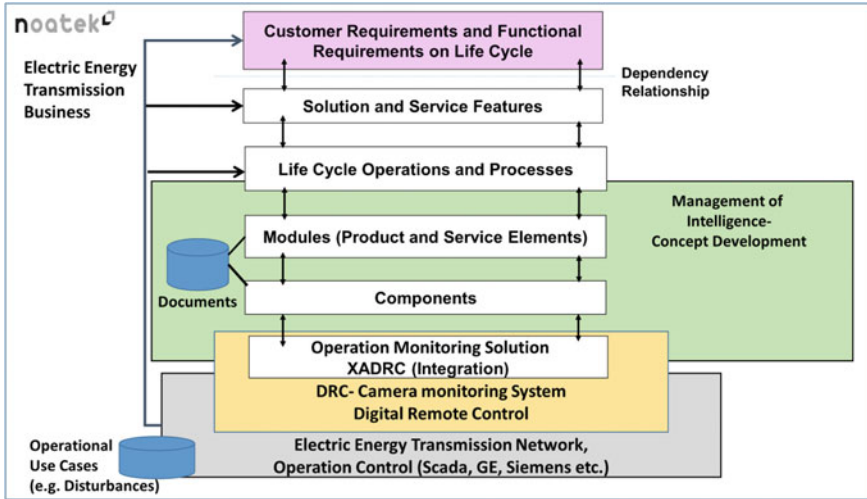 noatek
Customer Requirements and Functional
Requirements on Life Cycle
Electric Energy
Transmission
Business
Dependency
Relationship
Solution and Service Features
Life Cycle Operations and Processes
Management of
Intelligence-
Concept Development
Modules (Product and Service Elements)
Documents
Components
Operation Monitoring Solution
XADRC (Integration)
DRC- Camera monitoring System
Digital Remote Control
Operational
Use Cases
(e.g. Disturbances)
Electric Energy Transmission Network,
Operation Control (Scada, GE, Siemens etc.)